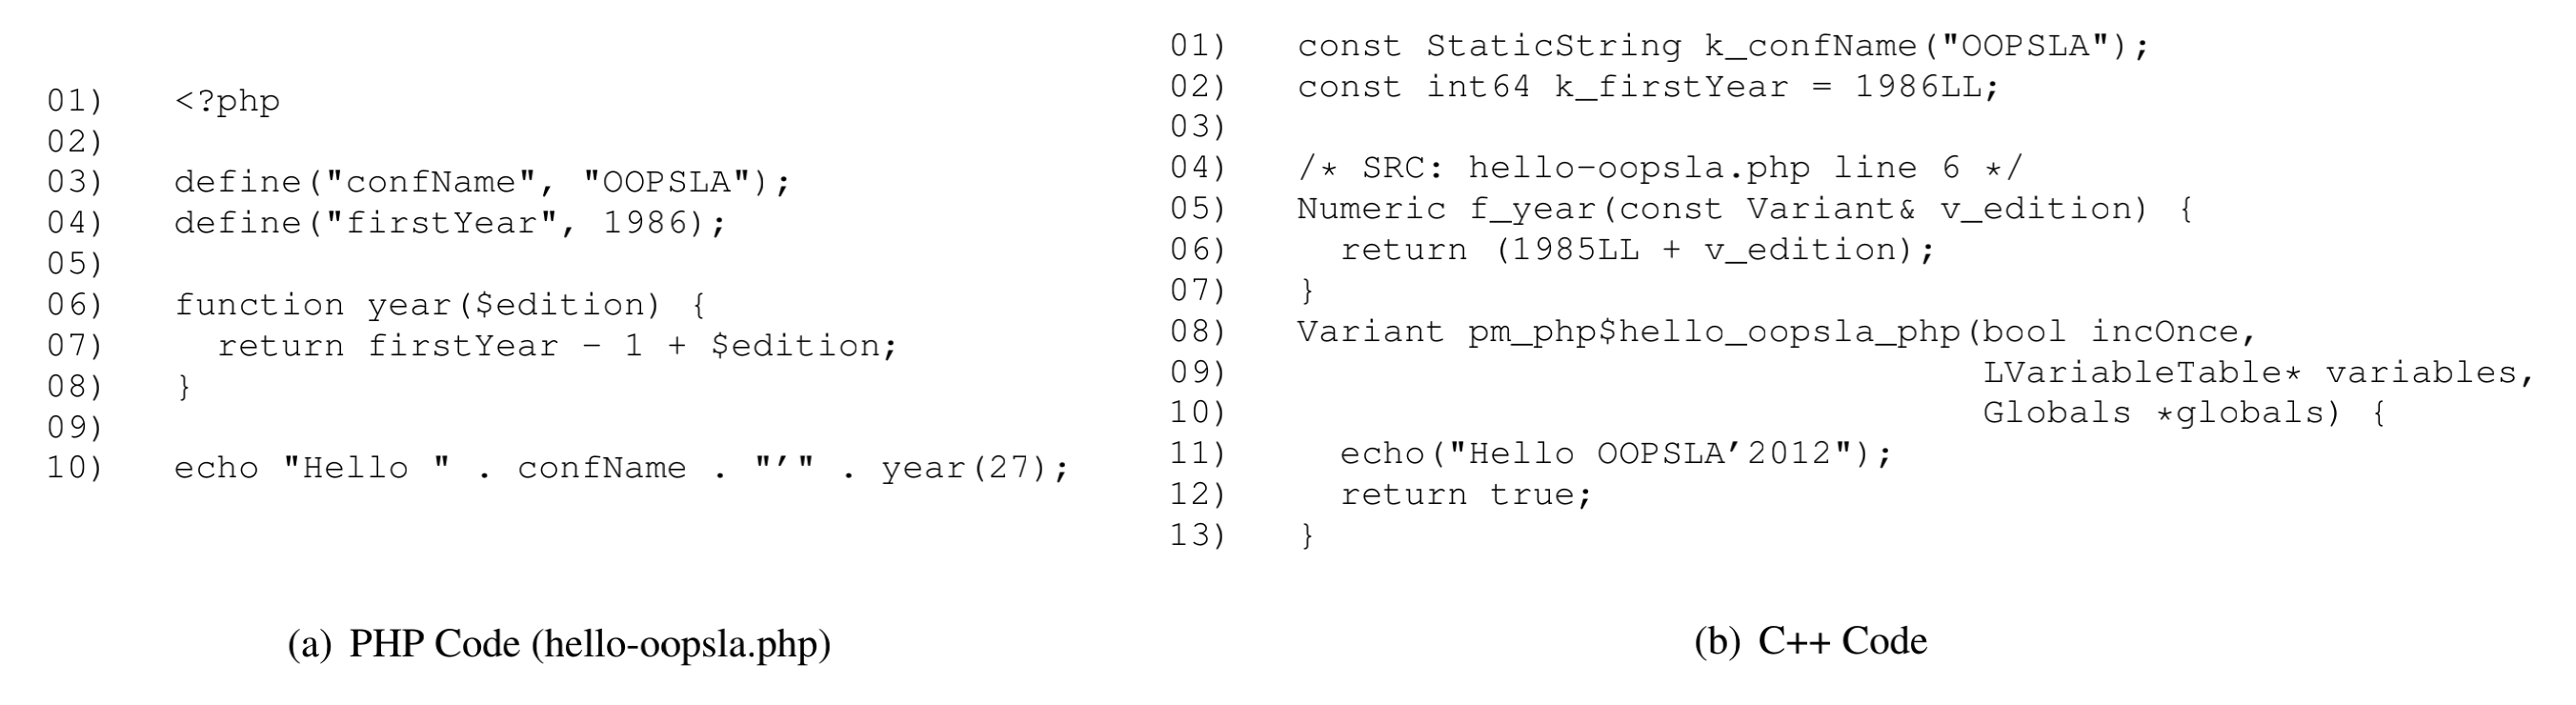 01) <?php
02)
03) define("confName", "OOPSLA");
04) define("firstYear", 1986);
05)
06) function year($edition) {
07)   return firstYear - 1 + $edition;
08) }
09)
10) echo "Hello " . confName . "'" . year(27);
(a) PHP Code (hello-oopsla.php)
01) const StaticString k_confName("OOPSLA");
02) const int64 k_firstYear = 1986LL;
03)
04) /* SRC: hello-oopsla.php line 6 */
05) Numeric f_year(const Variant& v_edition) {
06)   return (1985LL + v_edition);
07) }
08) Variant pm_php$hello_oopsla_php(bool incOnce,
09)                                 LVariableTable* variables,
10)                                 Globals *globals) {
11)   echo("Hello OOPSLA'2012");
12)   return true;
13) }
(b) C++ Code